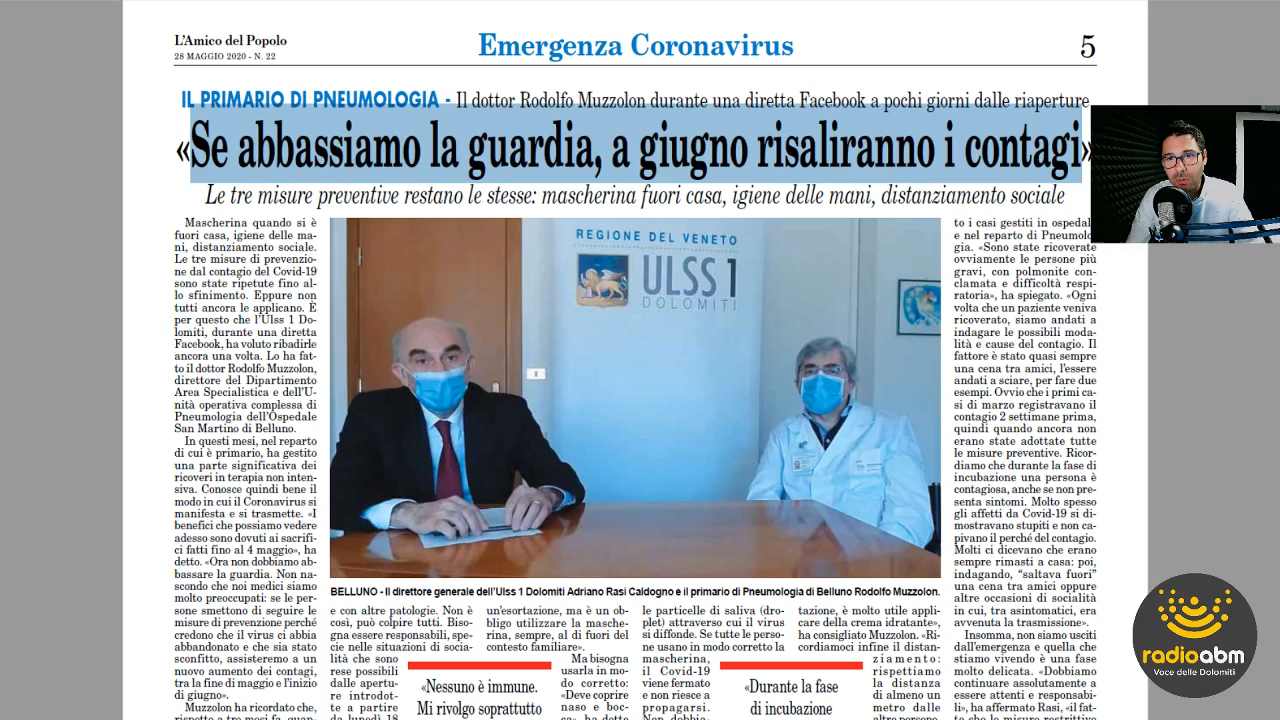 L'Amico del Popolo
28 MAGGIO 2020 - N. 22
Emergenza Coronavirus
5
IL PRIMARIO DI PNEUMOLOGIA - Il dottor Rodolfo Muzzolon durante una diretta Facebook a pochi giorni dalle riaperture
«Se abbassiamo la guardia, a giugno risaliranno i contagi»
Le tre misure preventive restano le stesse: mascherina fuori casa, igiene delle mani, distanziamento sociale
Mascherina quando si è
fuori casa, igiene delle ma-
ni, distanziamento sociale.
Le tre misure di prevenzio-
ne dal contagio del Covid-19
sono state ripetute fino al-
lo sfinimento. Eppure non
tutti ancora le applicano. È
per questo che l'Ulss 1 Do-
lomiti, durante una diretta
Facebook, ha voluto ribadirle
ancora una volta. Lo ha fat-
to il dottor Rodolfo Muzzolon,
direttore del Dipartimento
Area Specialistica e dell'U-
nità operativa complessa di
Pneumologia dell'Ospedale
San Martino di Belluno.
In questi mesi, nel reparto
di cui è primario, ha gestito
una parte significativa dei
ricoveri in terapia non inten-
siva. Conosce quindi bene il
modo in cui il Coronavirus si
manifesta e si trasmette. «I
benefici che possiamo vedere
adesso sono dovuti ai sacrifi-
ci fatti fino al 4 maggio», ha
detto. «Ora non dobbiamo ab-
bassare la guardia. Non na-
scondo che noi medici siamo
molto preoccupati: se le per-
sone smettono di seguire le
misure di prevenzione perché
credono che il virus ci abbia
abbandonato e che sia stato
sconfitto, assisteremo a un
nuovo aumento dei contagi,
tra la fine di maggio e l'inizio
di giugno».
Muzzolon ha ricordato che,
rispetto a tre mesi fa, quan-
REGIONE DEL VENETO
ULSS 1
DOLOMITI
BELLUNO - Il direttore generale dell'Ulss 1 Dolomiti Adriano Rasi Caldogno e il primario di Pneumologia di Belluno Rodolfo Muzzolon.
e con altre patologie. Non è
così, può colpire tutti. Biso-
gna essere responsabili, spe-
cie nelle situazioni di socia-
lità che sono
rese possibili
dalle apertu-
re introdot-
te a partire
da lunedì 18
«Nessuno è immune.
Mi rivolgo soprattutto
un'esortazione, ma è un ob-
bligo utilizzare la masche-
rina, sempre, al di fuori del
contesto familiare».
Ma bisogna
usarla in mo-
do corretto:
«Deve coprire
naso e boc-
ca», ha detto
le particelle di saliva (dro-
plet) attraverso cui il virus
si diffonde. Se tutte le perso-
ne usano in modo corretto la
mascherina,
il Covid-19
viene fermato
e non riesce a
propagarsi.
Non dobbia-
«Durante la fase
di incubazione
tazione, è molto utile appli-
care della crema idratante»,
ha consigliato Muzzolon. «Ri-
cordiamoci infine il distan-
ziamento:
rispettiamo
la distanza
di almeno un
metro dalle
altre persone
to i casi gestiti in ospedale
e nel reparto di Pneumolo-
gia. «Sono state ricoverate
ovviamente le persone più
gravi, con polmonite con-
clamata e difficoltà respi-
ratoria», ha spiegato. «Ogni
volta che un paziente veniva
ricoverato, siamo andati a
indagare le possibili moda-
lità e cause del contagio. Il
fattore è stato quasi sempre
una cena tra amici, l'essere
andati a sciare, per fare due
esempi. Ovvio che i primi ca-
si di marzo registravano il
contagio 2 settimane prima,
quindi quando ancora non
erano state adottate tutte
le misure preventive. Ricor-
diamo che durante la fase di
incubazione una persona è
contagiosa, anche se non pre-
senta sintomi. Molto spesso
gli affetti da Covid-19 si di-
mostravano stupiti e non ca-
pivano il perché del contagio.
Molti ci dicevano che erano
sempre rimasti a casa: poi,
indagando, "saltava fuori"
una cena tra amici oppure
altre occasioni di socialità
in cui, tra asintomatici, era
avvenuta la trasmissione».
Insomma, non siamo usciti
dall'emergenza e quella che
stiamo vivendo è una fase
molto delicata. «Dobbiamo
continuare assolutamente a
essere attenti e responsabi-
li», ha affermato Rasi, «il fat-
to che le misure restrittive
radioabm
Voce delle Dolomiti